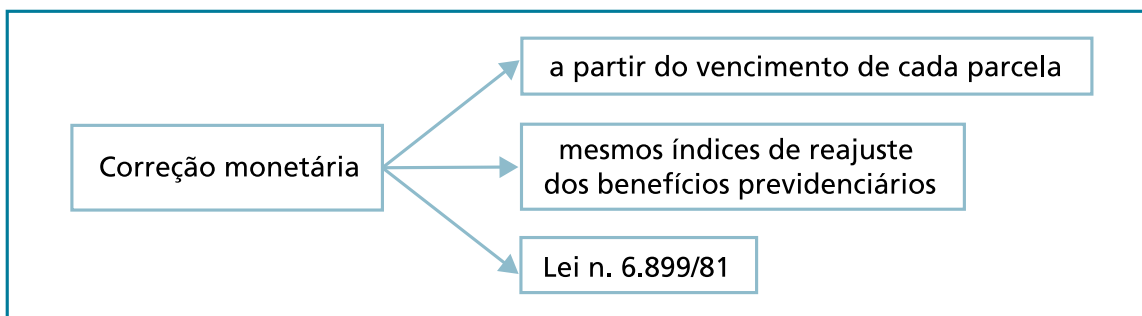 Correção monetária
a partir do vencimento de cada parcela
mesmos índices de reajuste
dos benefícios previdenciários
Lei n. 6.899/81